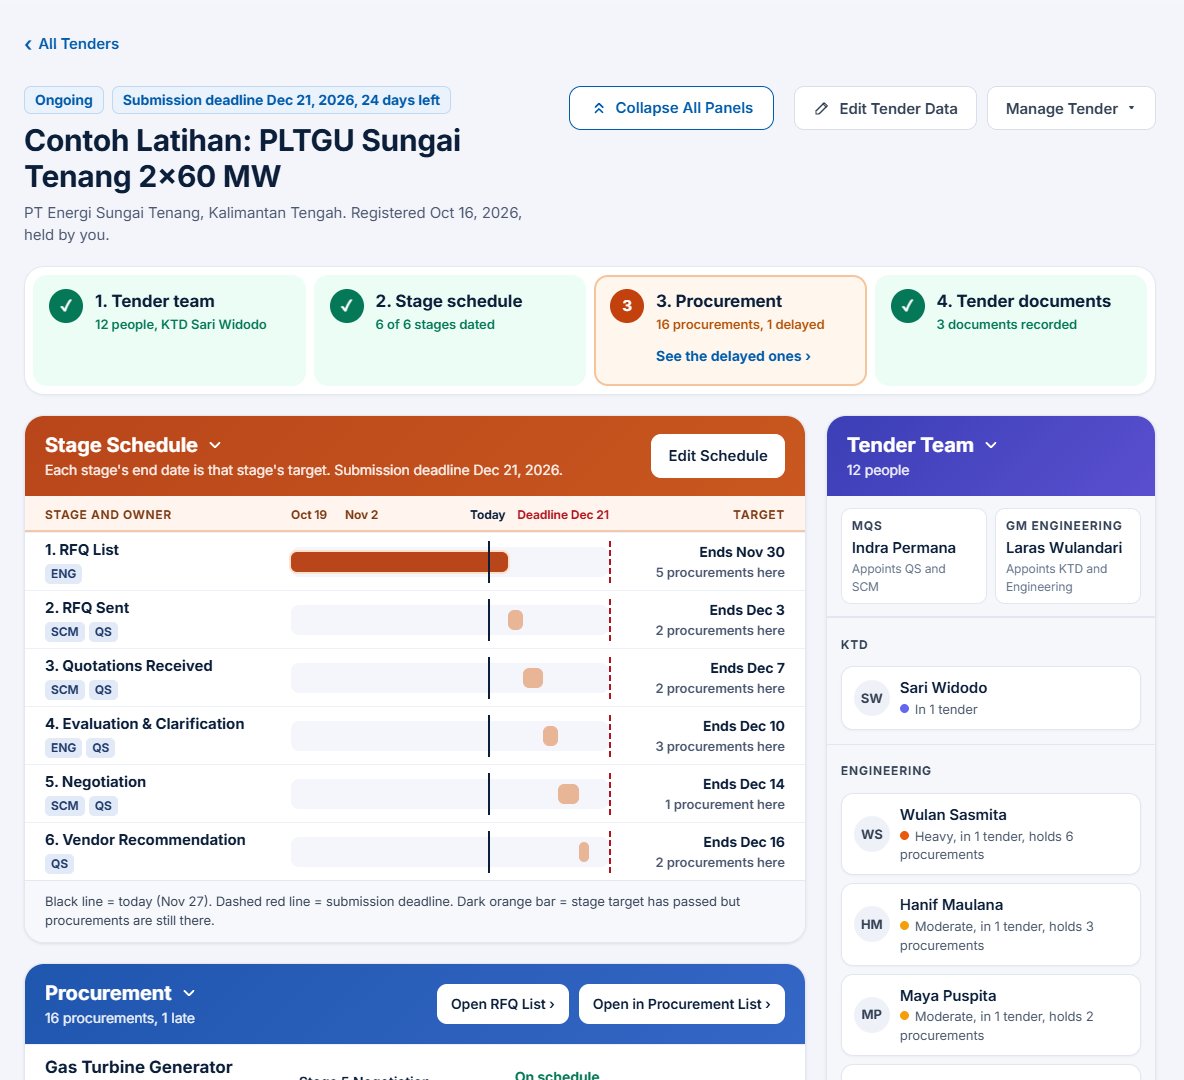 ‹ All Tenders
Ongoing
Submission deadline Dec 21, 2026, 24 days left
Collapse All Panels
Edit Tender Data
Manage Tender
Contoh Latihan: PLTGU Sungai
Tenang 2×60 MW
PT Energi Sungai Tenang, Kalimantan Tengah. Registered Oct 16, 2026,
held by you.
1. Tender team
12 people, KTD Sari Widodo
2. Stage schedule
6 of 6 stages dated
3
3. Procurement
16 procurements, 1 delayed
See the delayed ones ›
4. Tender documents
3 documents recorded
Stage Schedule
Each stage's end date is that stage's target. Submission deadline Dec 21, 2026.
Edit Schedule
STAGE AND OWNER
Oct 19
Nov 2
Today
Deadline Dec 21
TARGET
1. RFQ List
ENG
Ends Nov 30
5 procurements here
2. RFQ Sent
SCM QS
Ends Dec 3
2 procurements here
3. Quotations Received
SCM QS
Ends Dec 7
2 procurements here
4. Evaluation & Clarification
ENG QS
Ends Dec 10
3 procurements here
5. Negotiation
SCM QS
Ends Dec 14
1 procurement here
6. Vendor Recommendation
QS
Ends Dec 16
2 procurements here
Black line = today (Nov 27). Dashed red line = submission deadline. Dark orange bar = stage target has passed but
procurements are still there.
Procurement
16 procurements, 1 late
Open RFQ List ›
Open in Procurement List ›
Gas Turbine Generator
Stage 5 Negotiation
On schedule
Tender Team
12 people
MQS
Indra Permana
Appoints QS and
SCM
GM ENGINEERING
Laras Wulandari
Appoints KTD and
Engineering
KTD
SW
Sari Widodo
In 1 tender
ENGINEERING
WS
Wulan Sasmita
Heavy, in 1 tender, holds 6
procurements
HM
Hanif Maulana
Moderate, in 1 tender, holds 3
procurements
MP
Maya Puspita
Moderate, in 1 tender, holds 2
procurements